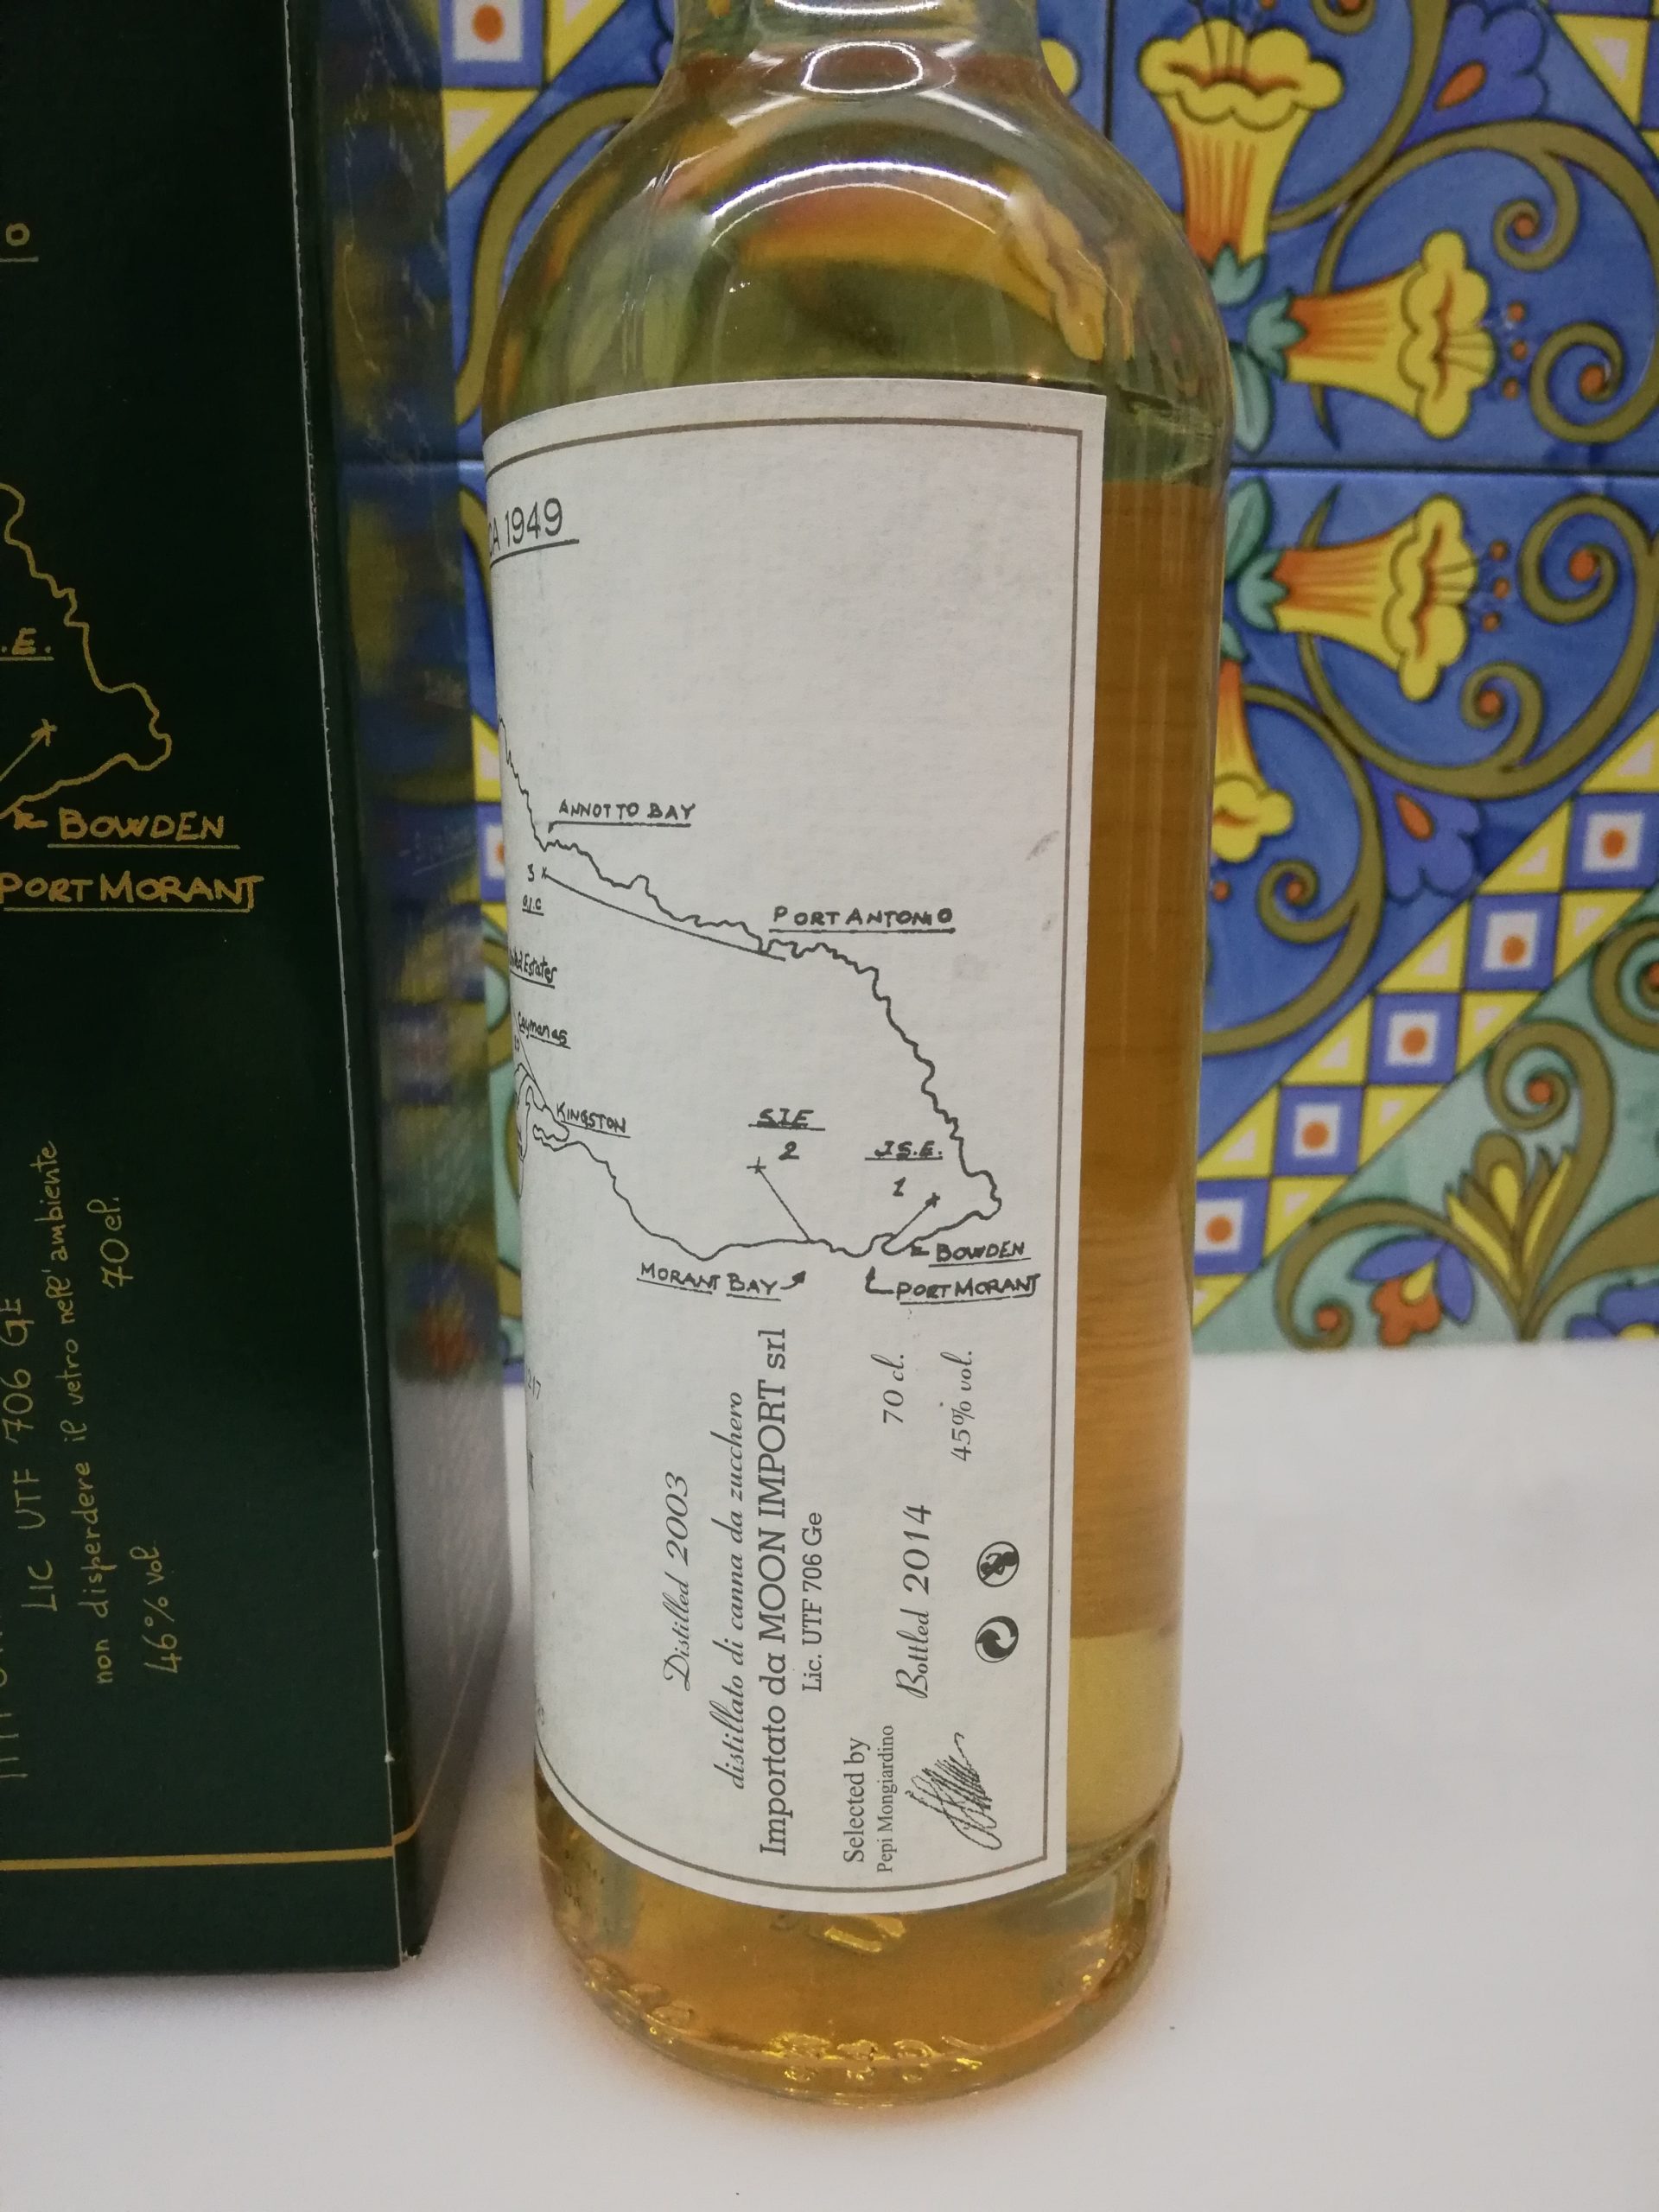 .E.
BOWDEN
PORT MORANT
LIC UTF 706 GE
non disperdere il vetro nell'ambiente
70 cl.
46% vol
1949
ANNOTTO BAY
3
O.I.C
PORT ANTONIO
Estates
Caymanas
KINGSTON
S.I.E
2
J.S.E.
1
BOWDEN
MORANT BAY
PORT MORANT
217
Distilled 2003
distillato di canna da zucchero
Importato da MOON IMPORT srl
Lic. UTF 706 Ge
Selected by
Pepi Mongiardino
Bottled 2014
70 cl.
45% vol.